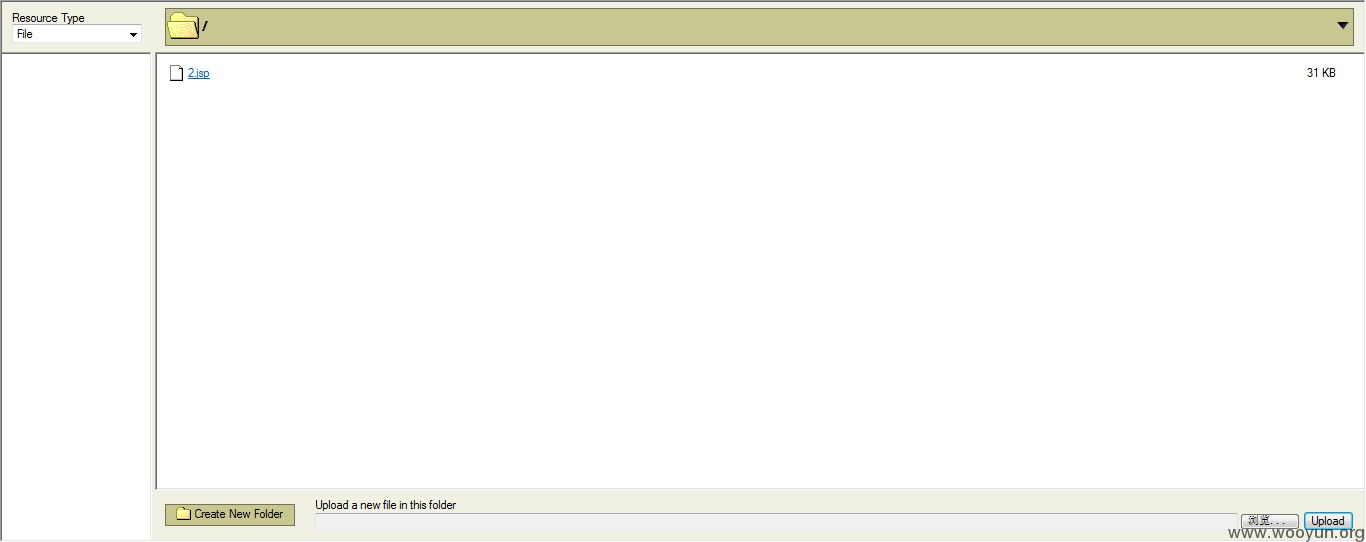 Resource Type
File
/
2.jsp
31 KB
Create New Folder
Upload a new file in this folder
浏览...
Upload
www.wooyun.org